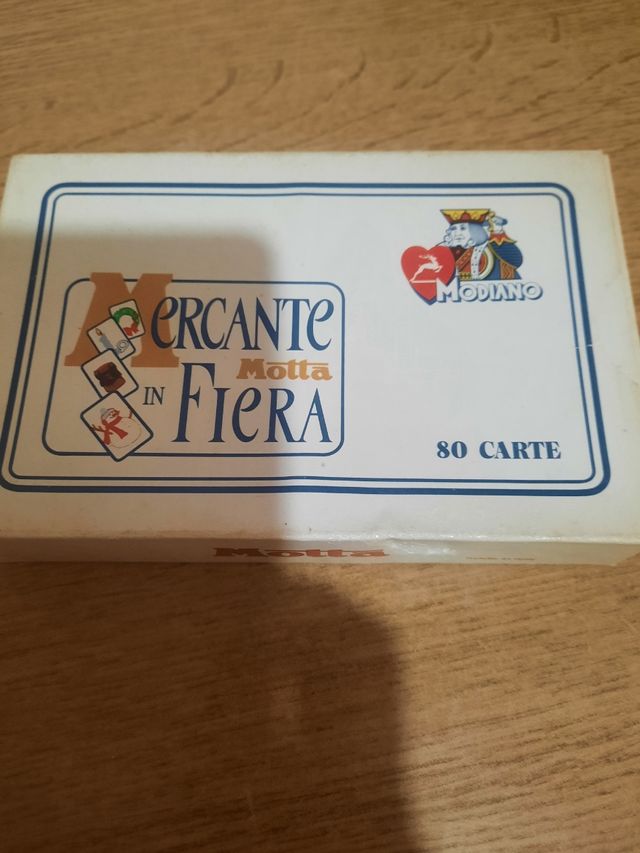 MODIANO
MERCANTE
Motta
IN FIERA
80 CARTE
Motta